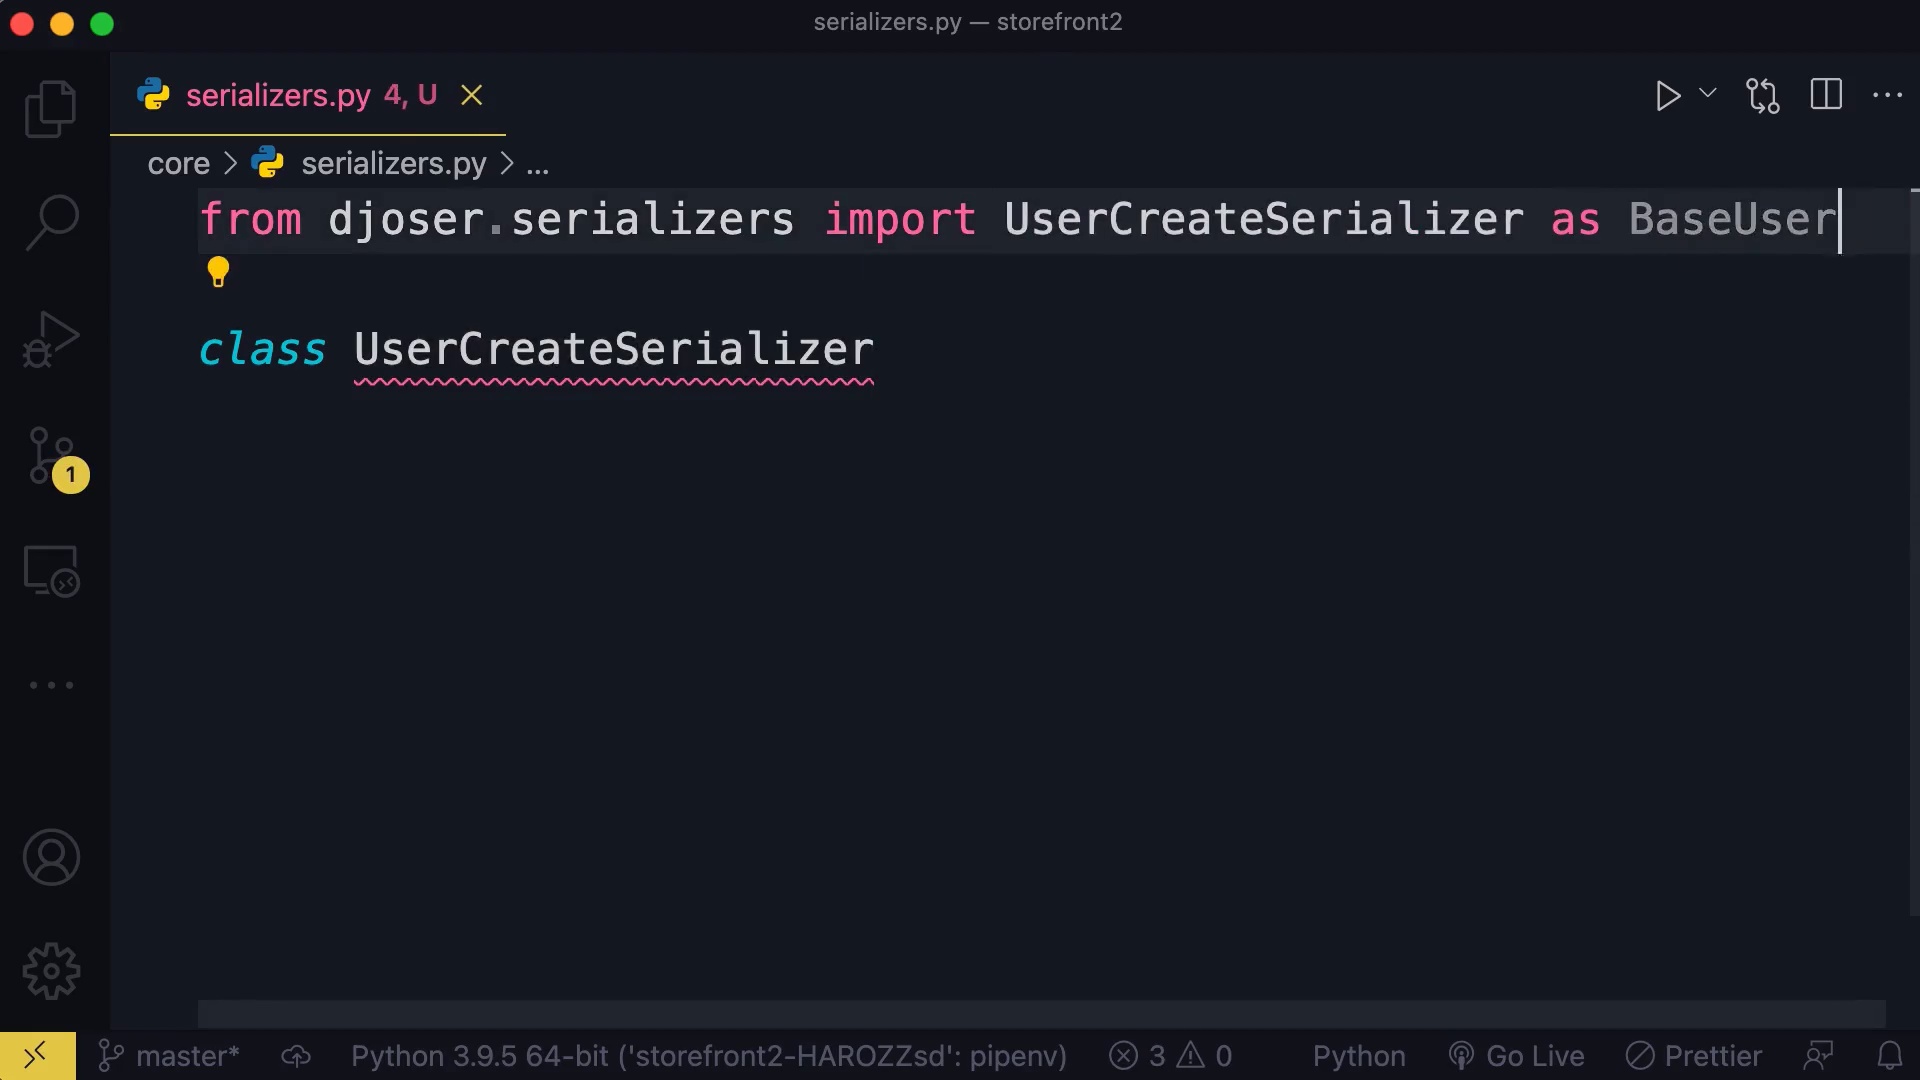 serializers.py — storefront2
serializers.py 4, U
core serializers.py ...
from djoser.serializers import UserCreateSerializer as BaseUser
class UserCreateSerializer
1
master* Python 3.9.5 64-bit ('storefront2-HAROZZsd': pipenv) 3 0 Python Go Live Prettier